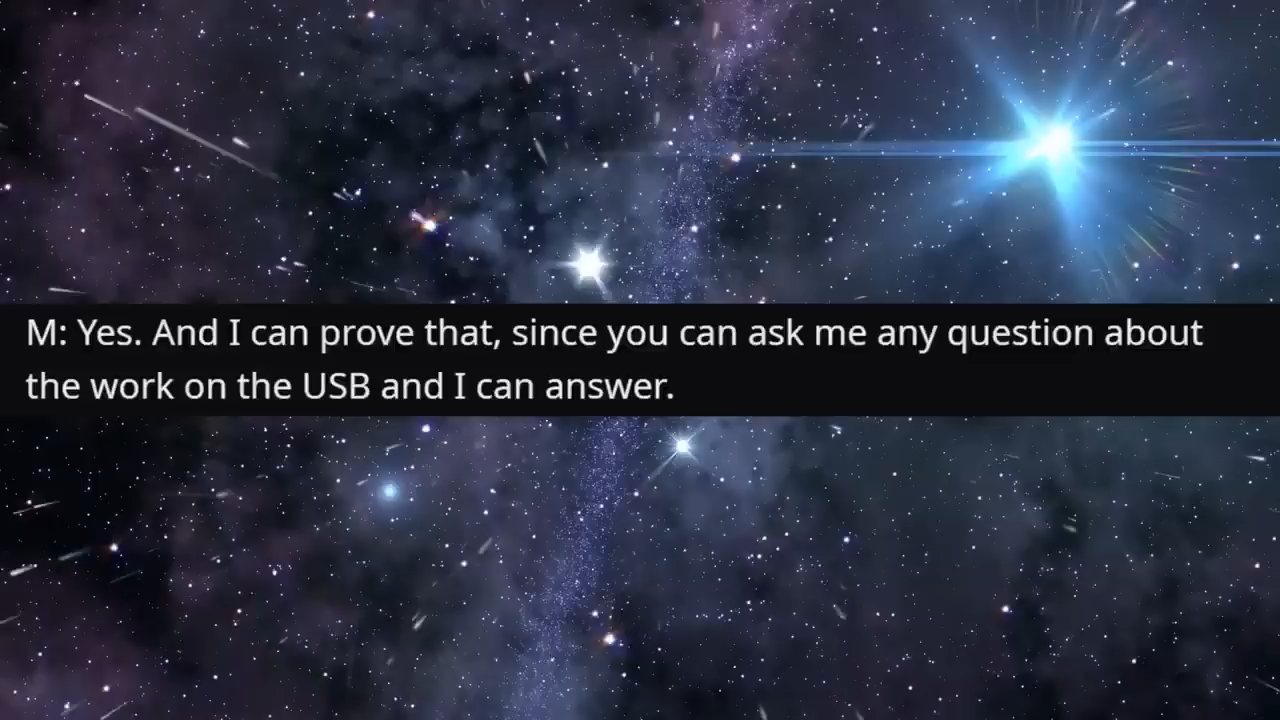 M: Yes. And I can prove that, since you can ask me any question about
the work on the USB and I can answer.